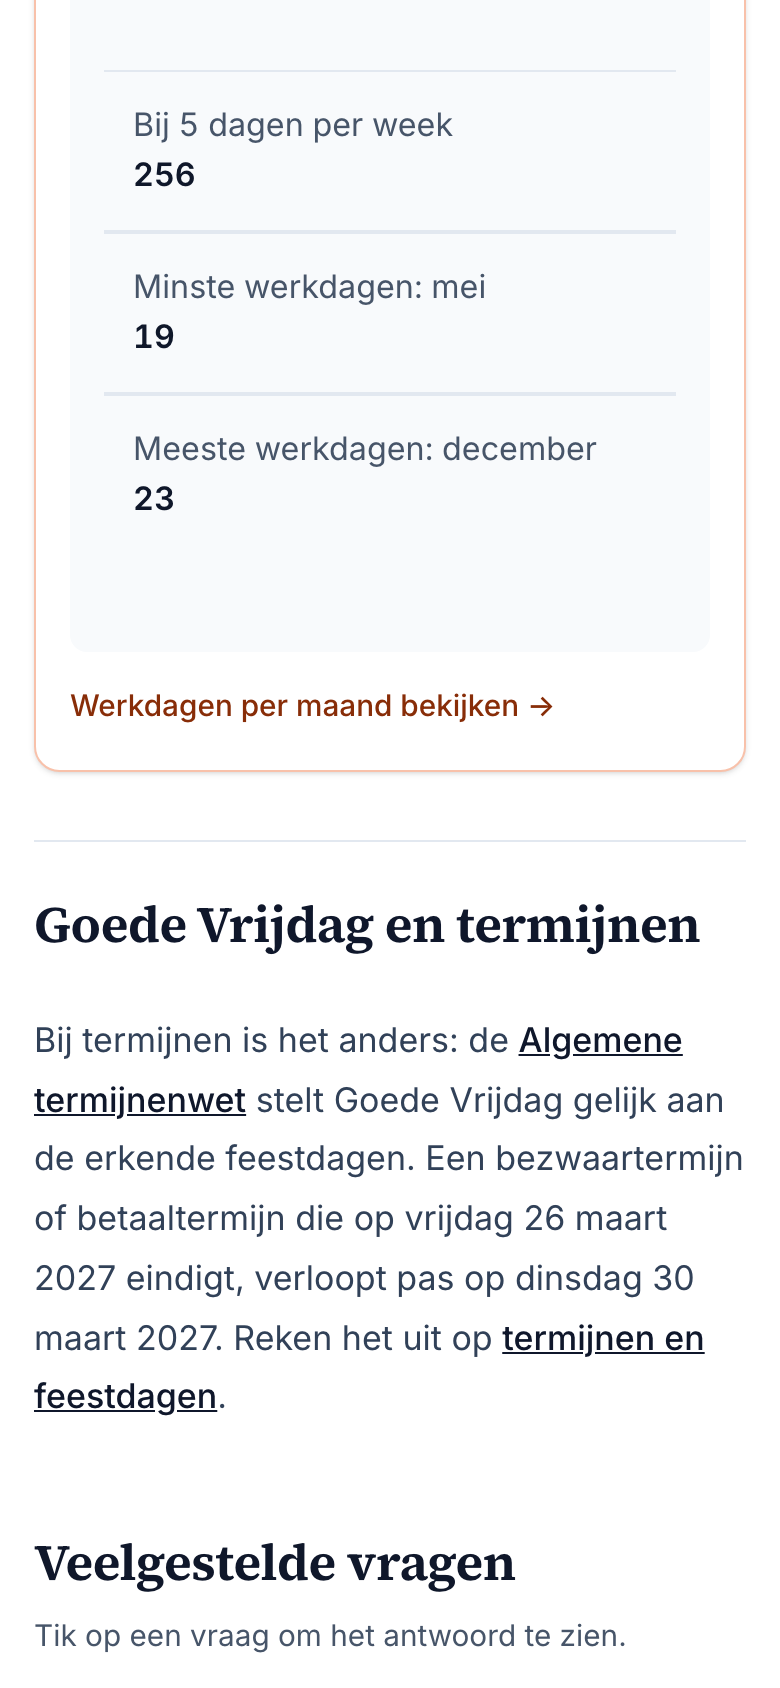 Bij 5 dagen per week
256
Minste werkdagen: mei
19
Meeste werkdagen: december
23
Werkdagen per maand bekijken →
Goede Vrijdag en termijnen
Bij termijnen is het anders: de Algemene
termijnenwet stelt Goede Vrijdag gelijk aan
de erkende feestdagen. Een bezwaartermijn
of betaaltermijn die op vrijdag 26 maart
2027 eindigt, verloopt pas op dinsdag 30
maart 2027. Reken het uit op termijnen en
feestdagen.
Veelgestelde vragen
Tik op een vraag om het antwoord te zien.